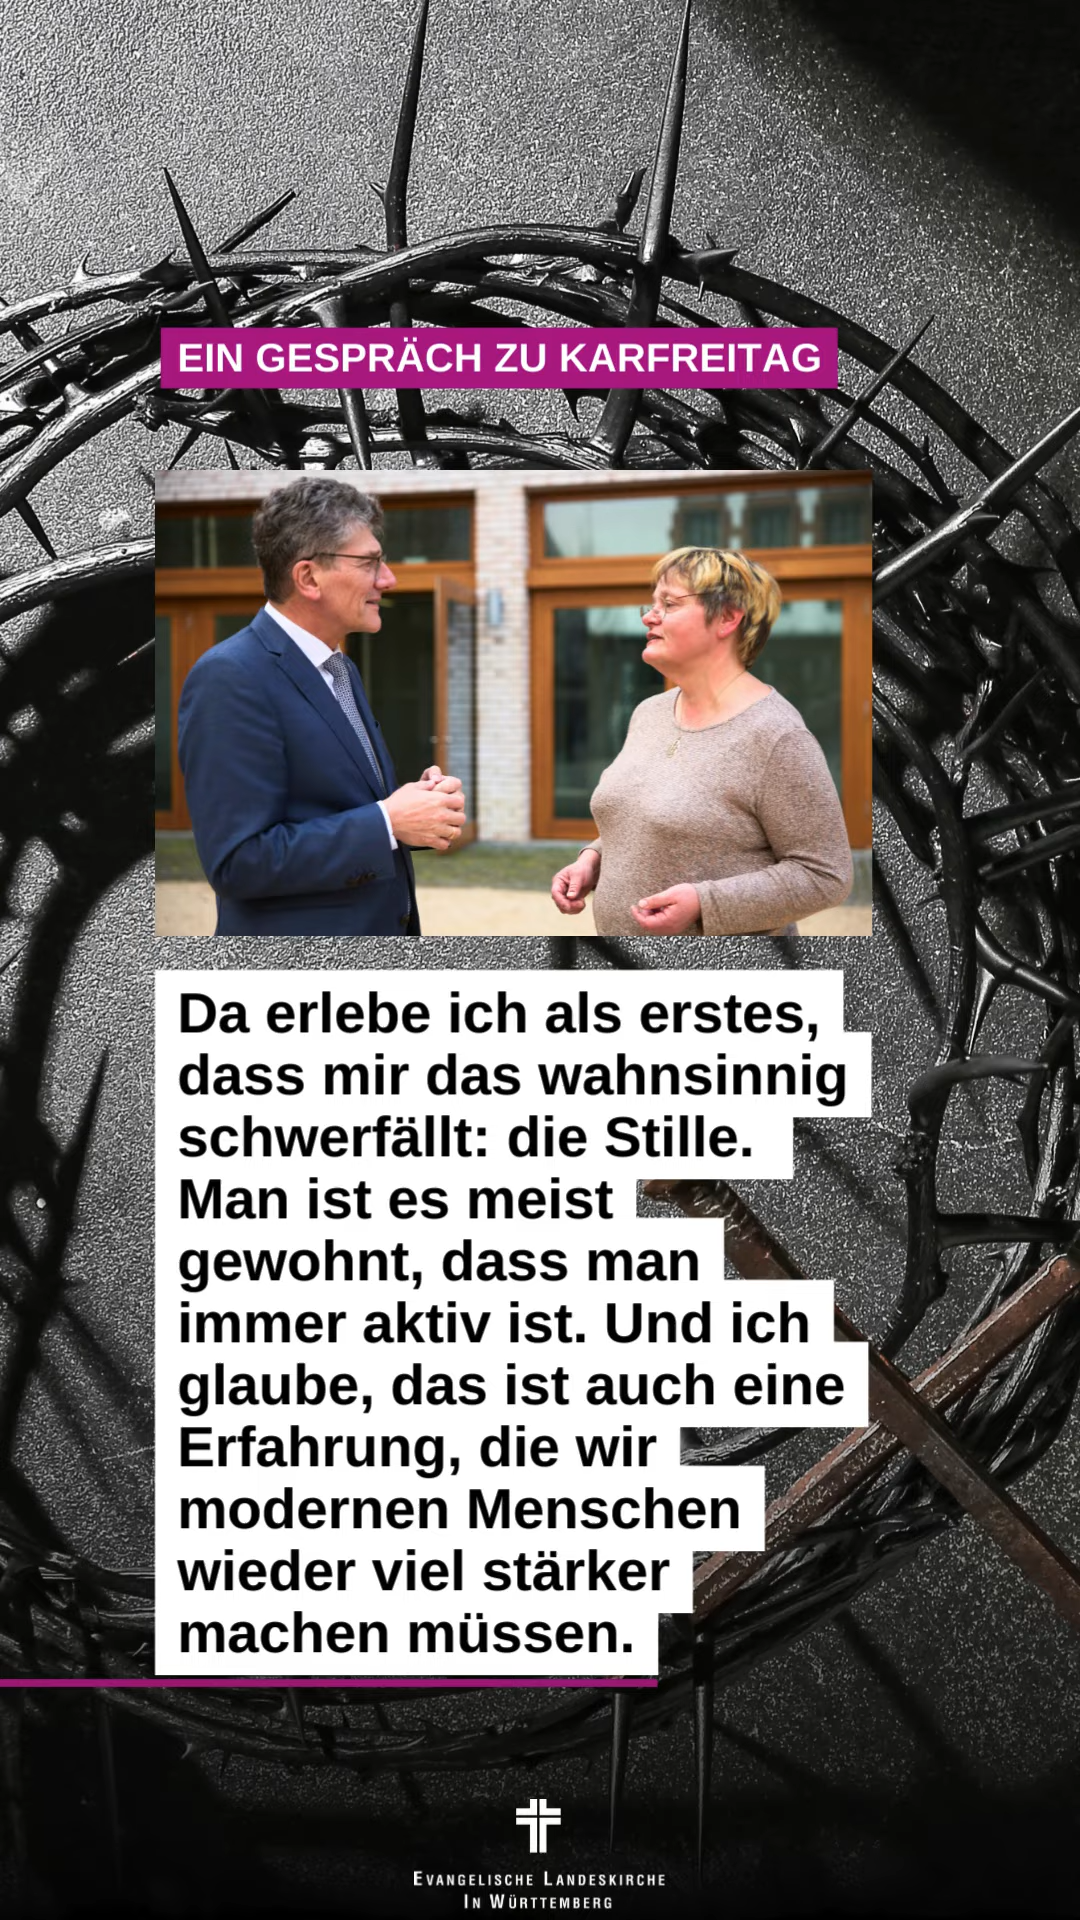 EIN GESPRÄCH ZU KARFREITAG
Da erlebe ich als erstes,
dass mir das wahnsinnig
schwerfällt: die Stille.
Man ist es meist
gewohnt, dass man
immer aktiv ist. Und ich
glaube, das ist auch eine
Erfahrung, die wir
modernen Menschen
wieder viel stärker
machen müssen.
EVANGELISCHE LANDESKIRCHE
IN WÜRTTEMBERG